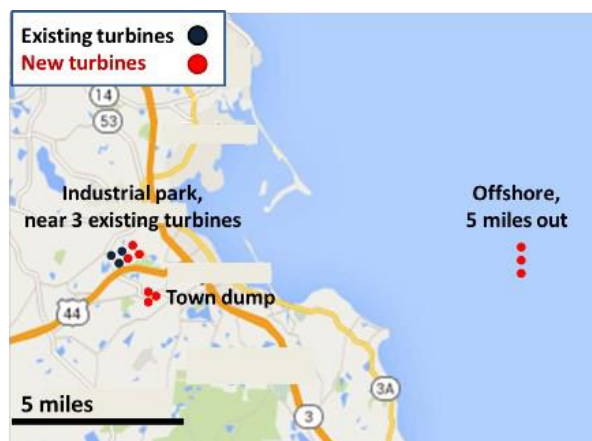 Existing turbines
New turbines
14
53
Industrial park,
near 3 existing turbines
Offshore,
5 miles out
Town dump
44
5 miles
3A
3